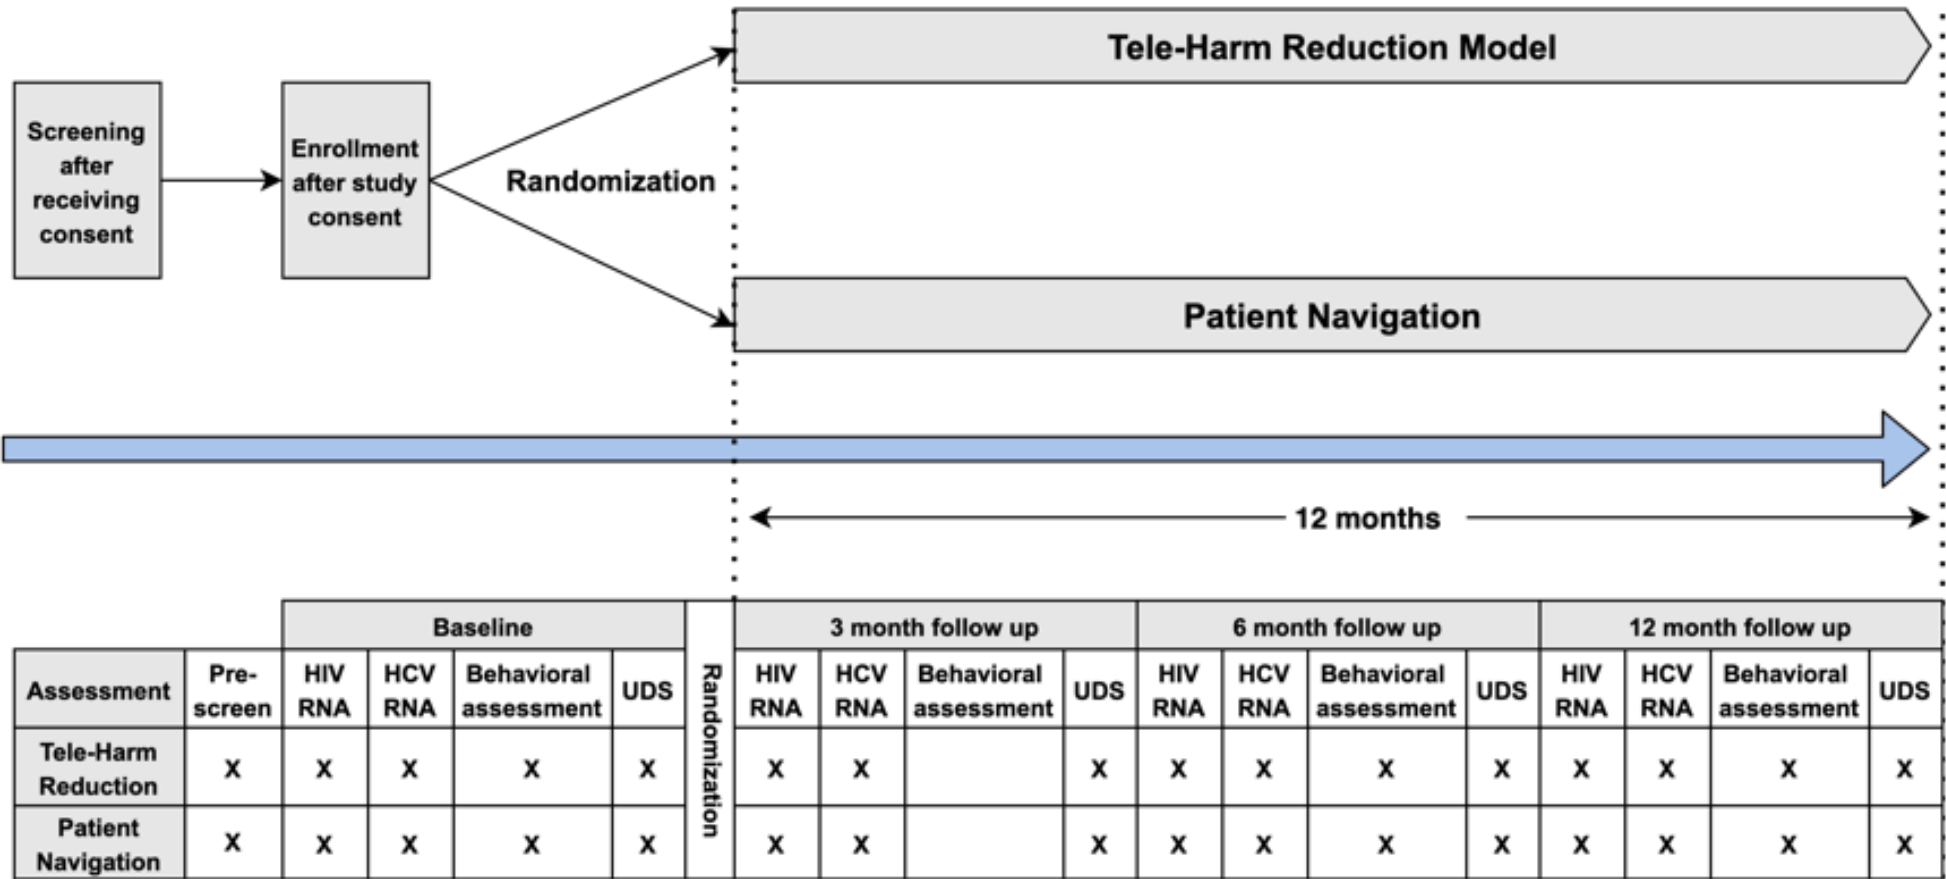 Tele-Harm Reduction Model
Screening
after
receiving
consent
Enrollment
after study
consent
Randomization
Patient Navigation
12 months
Baseline 3 month follow up 6 month follow up 12 month follow up
Assessment Pre-
screen HIV
RNA HCV
RNA Behavioral
assessment UDS Randomization HIV
RNA HCV
RNA Behavioral
assessment UDS HIV
RNA HCV
RNA Behavioral
assessment UDS HIV
RNA HCV
RNA Behavioral
assessment UDS
Tele-Harm
Reduction X X X X X X X X X X X X X X X X
Patient
Navigation X X X X X X X X X X X X X X X X